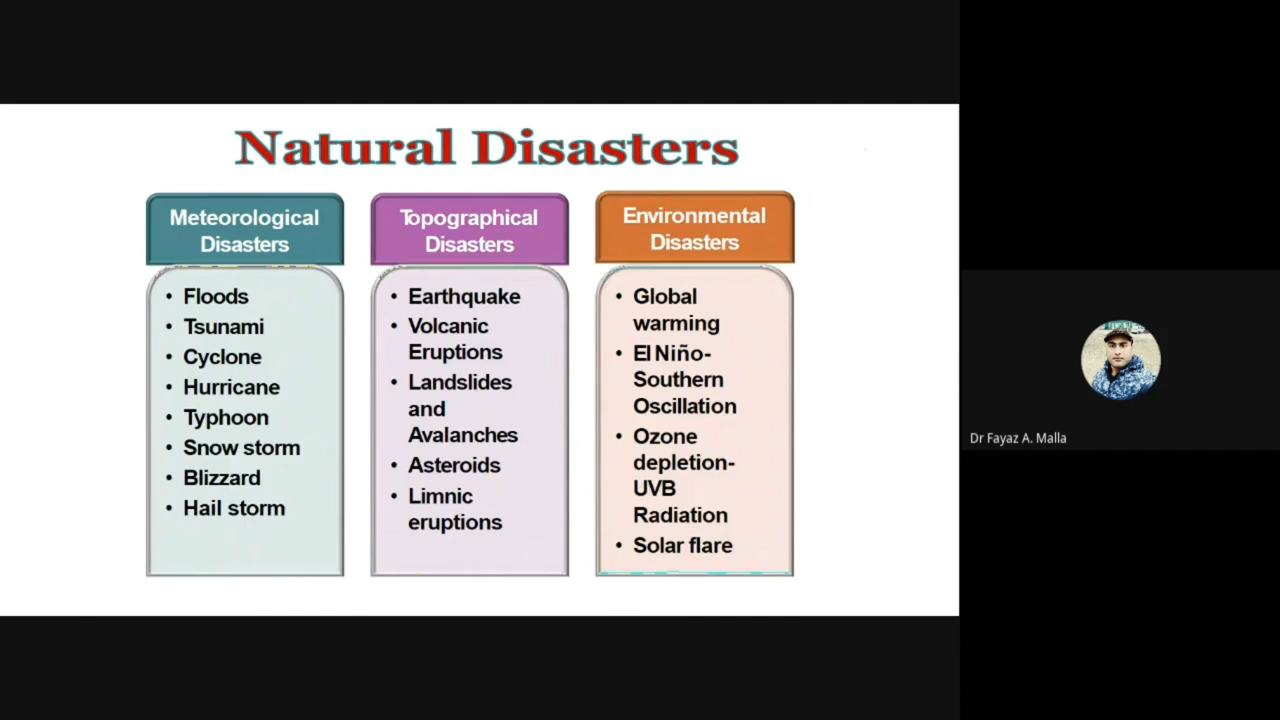 Natural Disasters
Meteorological
Disasters
• Floods
• Tsunami
• Cyclone
• Hurricane
• Typhoon
• Snow storm
• Blizzard
• Hail storm
Topographical
Disasters
• Earthquake
• Volcanic
Eruptions
• Landslides
and
Avalanches
• Asteroids
• Limnic
eruptions
Environmental
Disasters
• Global
warming
• El Niño-
Southern
Oscillation
• Ozone
depletion-
UVB
Radiation
• Solar flare
Dr Fayaz A. Malla